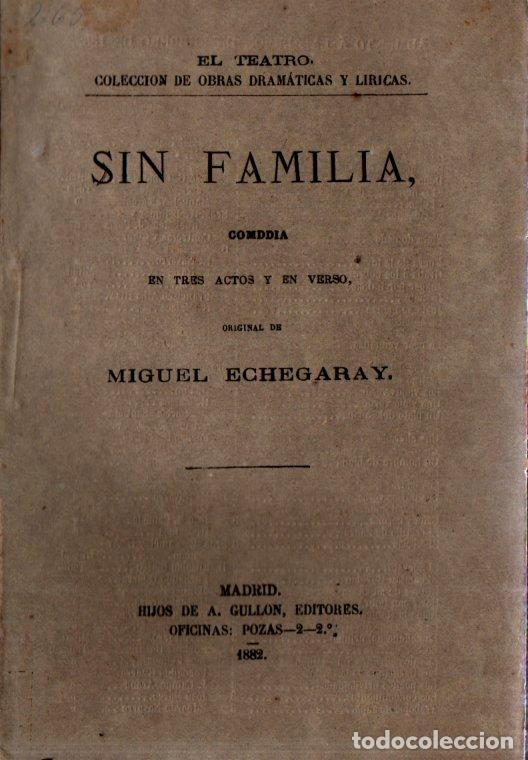 EL TEATRO.
COLECCION DE OBRAS DRAMÁTICAS Y LIRICAS.
SIN FAMILIA,
COMDDIA
EN TRES ACTOS Y EN VERSO,
ORIGINAL DE
MIGUEL ECHEGARAY.
MADRID.
HIJOS DE A. GULLON, EDITORES.
OFICINAS: POZAS—2—2.º
1882.
todocoleccion